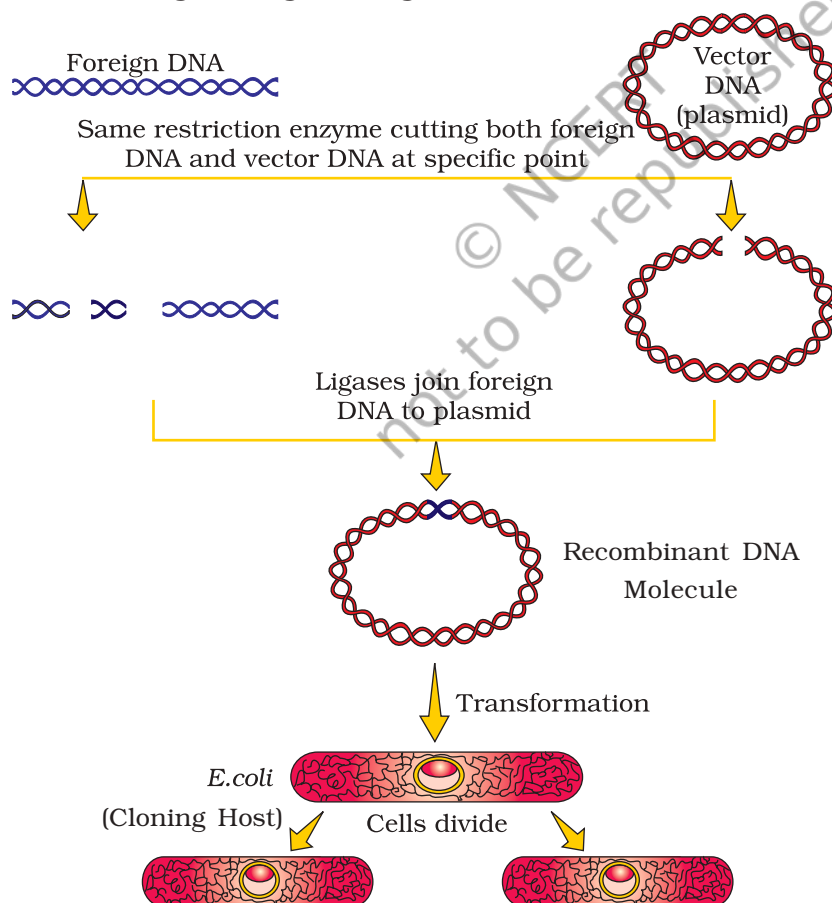 Foreign DNA
Vector
DNA
(plasmid)
Same restriction enzyme cutting both foreign
DNA and vector DNA at specific point
© NCERT
not to be republished
Ligases join foreign
DNA to plasmid
Recombinant DNA
Molecule
Transformation
E.coli
(Cloning Host)
Cells divide